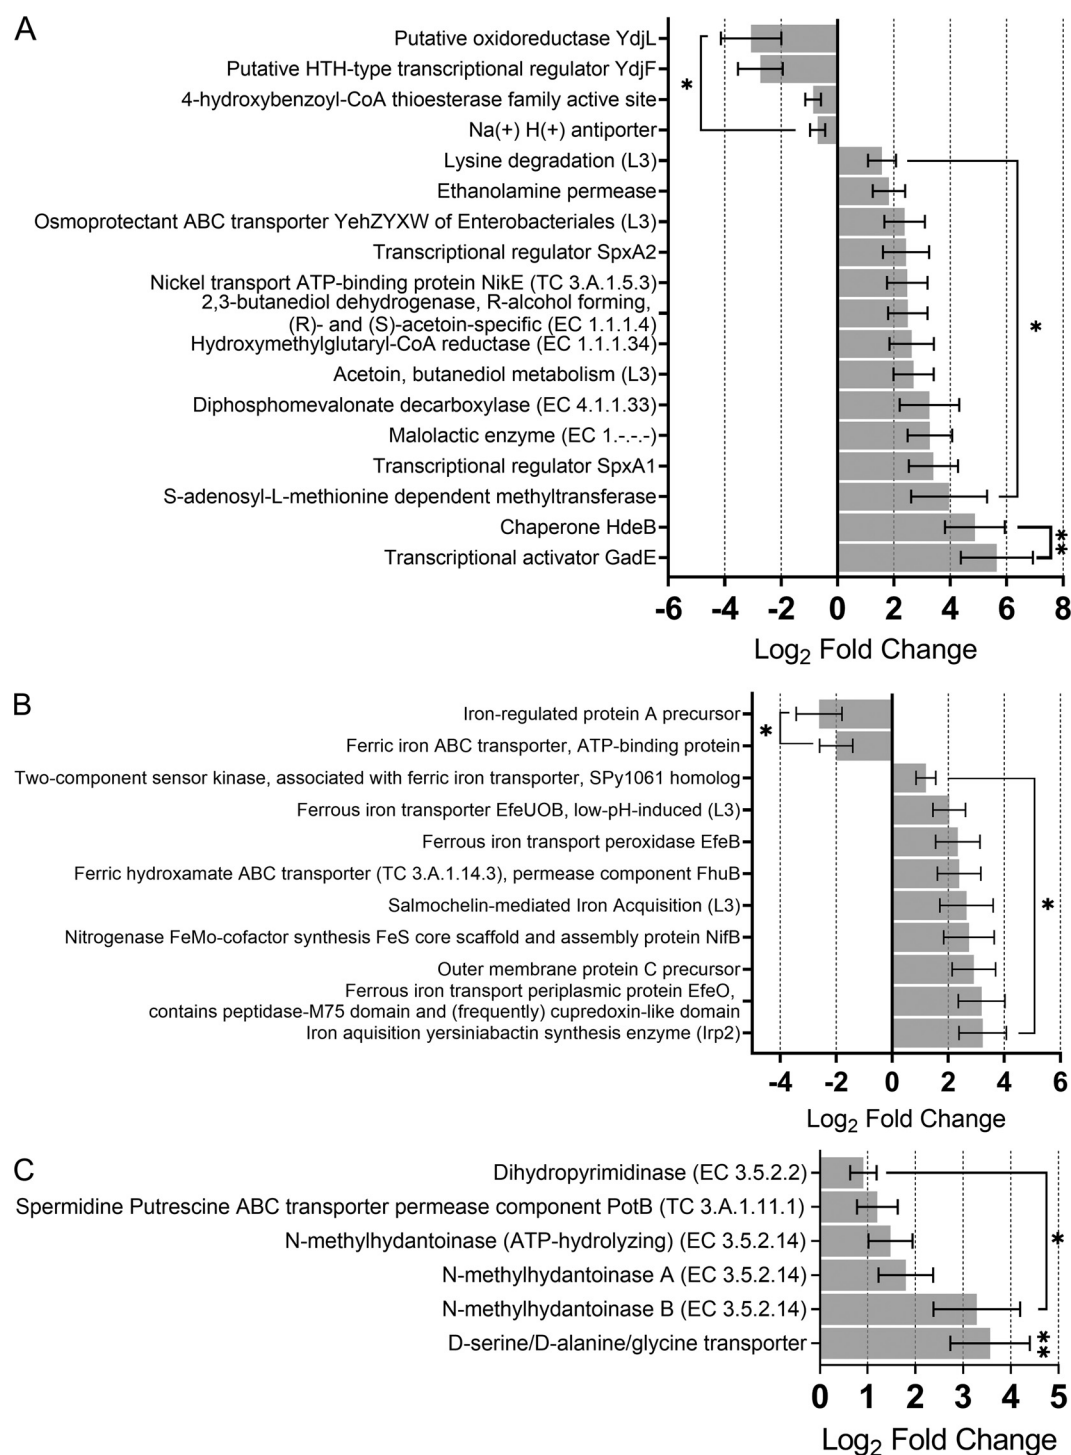 A
Putative oxidoreductase YdjL
Putative HTH-type transcriptional regulator YdjF
4-hydroxybenzoyl-CoA thioesterase family active site
Na(+) H(+) antiporter
Lysine degradation (L3)
Ethanolamine permease
Osmoprotectant ABC transporter YehZYXW of Enterobacteriales (L3)
Transcriptional regulator SpxA2
Nickel transport ATP-binding protein NikE (TC 3.A.1.5.3)
2,3-butanediol dehydrogenase, R-alcohol forming,
(R)- and (S)-acetoin-specific (EC 1.1.1.4)
Hydroxymethylglutaryl-CoA reductase (EC 1.1.1.34)
Acetoin, butanediol metabolism (L3)
Diphosphomevalonate decarboxylase (EC 4.1.1.33)
Malolactic enzyme (EC 1.-.-.-)
Transcriptional regulator SpxA1
S-adenosyl-L-methionine dependent methyltransferase
Chaperone HdeB
Transcriptional activator GadE
*
*
**
-6 -4 -2 0 2 4 6 8
Log2 Fold Change
B
Iron-regulated protein A precursor
Ferric iron ABC transporter, ATP-binding protein
Two-component sensor kinase, associated with ferric iron transporter, SPy1061 homolog
Ferrous iron transporter EfeUOB, low-pH-induced (L3)
Ferrous iron transport peroxidase EfeB
Ferric hydroxamate ABC transporter (TC 3.A.1.14.3), permease component FhuB
Salmochelin-mediated Iron Acquisition (L3)
Nitrogenase FeMo-cofactor synthesis FeS core scaffold and assembly protein NifB
Outer membrane protein C precursor
Ferrous iron transport periplasmic protein EfeO,
contains peptidase-M75 domain and (frequently) cupredoxin-like domain
Iron aquisition yersiniabactin synthesis enzyme (Irp2)
*
*
-4 -2 0 2 4 6
Log2 Fold Change
C
Dihydropyrimidinase (EC 3.5.2.2)
Spermidine Putrescine ABC transporter permease component PotB (TC 3.A.1.11.1)
N-methylhydantoinase (ATP-hydrolyzing) (EC 3.5.2.14)
N-methylhydantoinase A (EC 3.5.2.14)
N-methylhydantoinase B (EC 3.5.2.14)
D-serine/D-alanine/glycine transporter
*
**
0 1 2 3 4 5
Log2 Fold Change